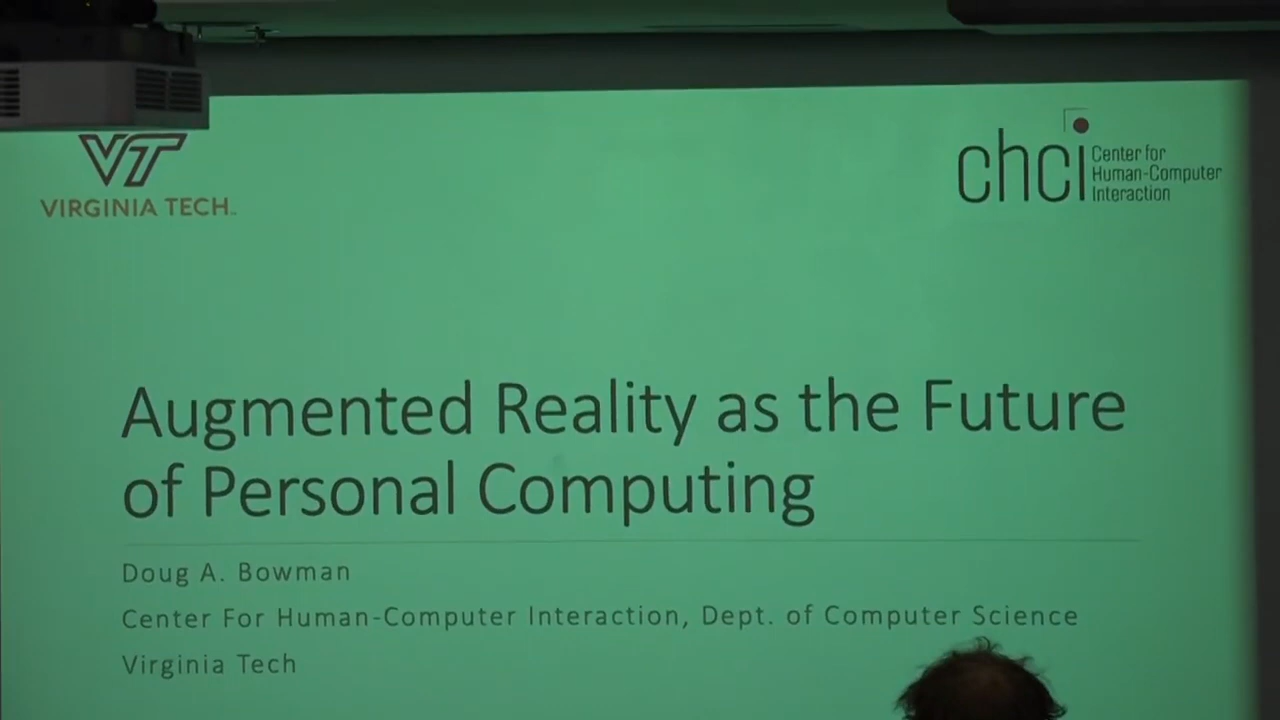 VT
VIRGINIA TECH
chci
Center for
Human-Computer
Interaction
Augmented Reality as the Future
of Personal Computing
Doug A. Bowman
Center For Human-Computer Interaction, Dept. of Computer Science
Virginia Tech